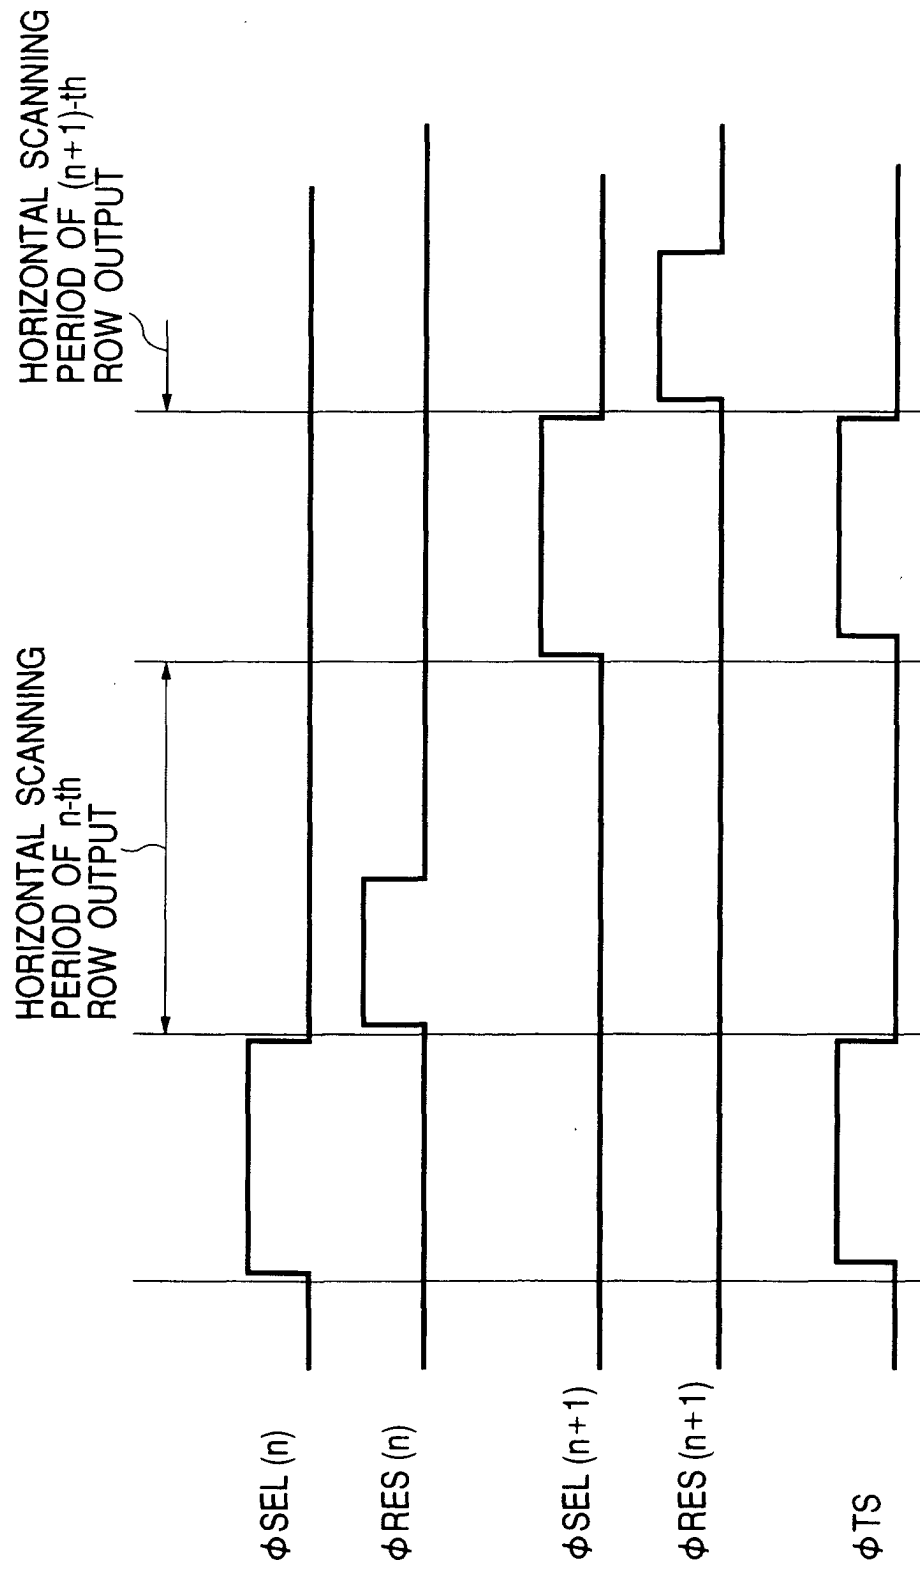 HORIZONTAL SCANNING
PERIOD OF n-th
ROW OUTPUT
HORIZONTAL SCANNING
PERIOD OF (n+1)-th
ROW OUTPUT
ϕSEL (n)
ϕRES (n)
ϕSEL (n+1)
ϕRES (n+1)
ϕTS